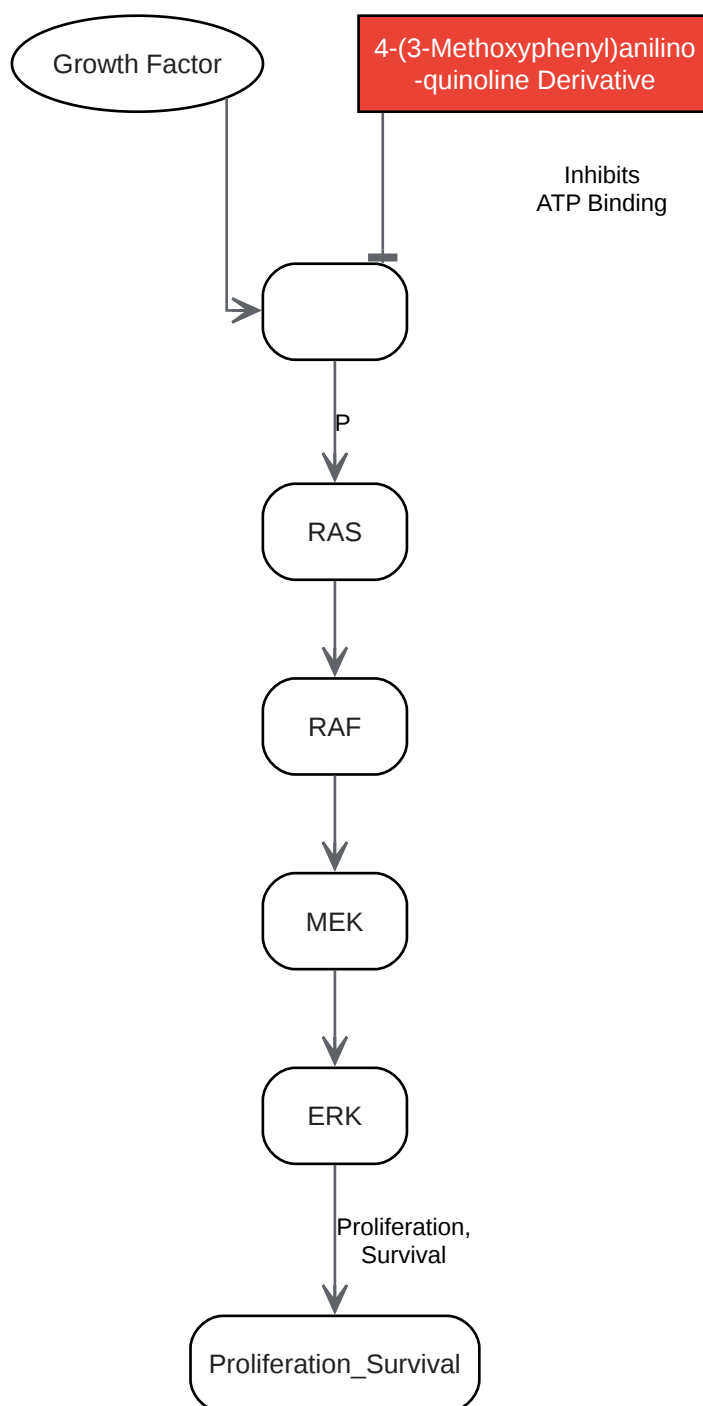 Growth Factor
4-(3-Methoxyphenyl)anilino
-quinoline Derivative
Inhibits
ATP Binding
P
RAS
RAF
MEK
ERK
Proliferation,
Survival
Proliferation_Survival